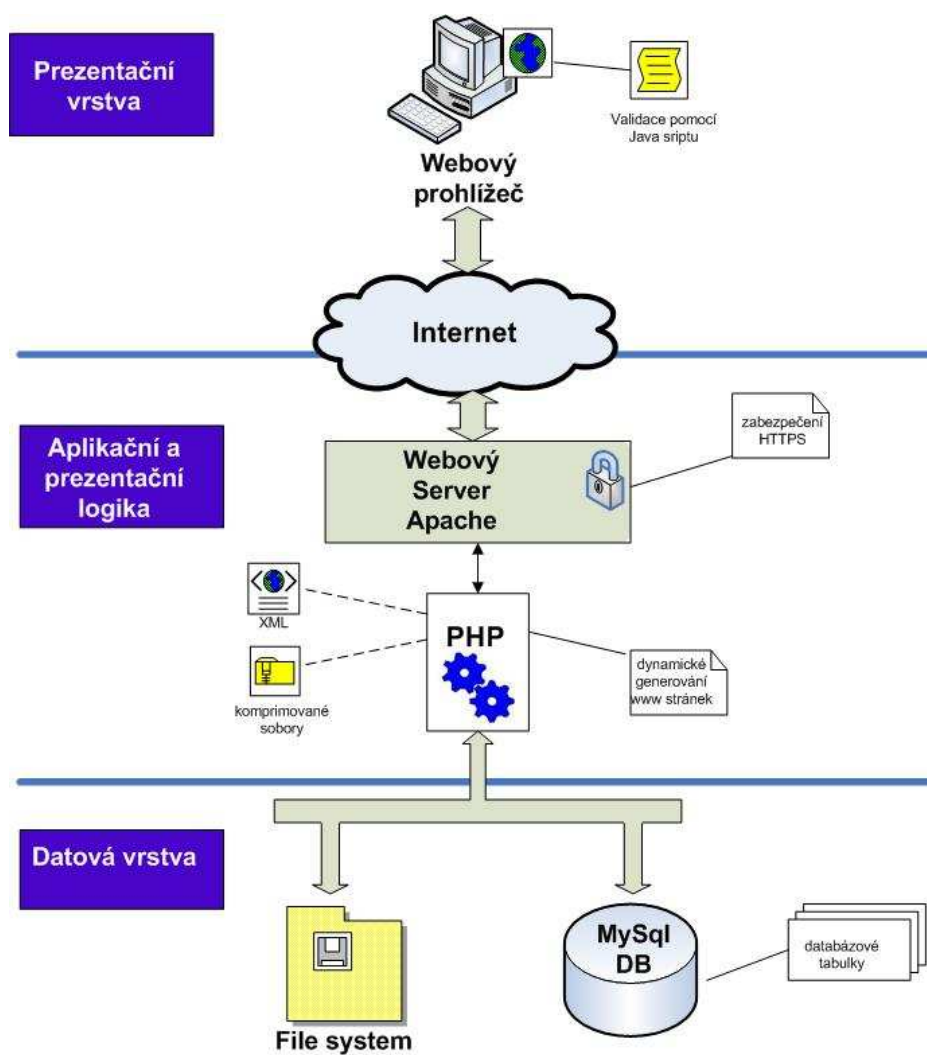 Prezentační
vrstva
Validace pomocí
Java sriptu
Webový
prohlížeč
Internet
Aplikační a
prezentační
logika
Webový
Server
Apache
zabezpečení
HTTPS
XML
PHP
komprimované
sobory
dynamické
generování
www stránek
Datová vrstva
File system
MySql
DB
databázové
tabulky